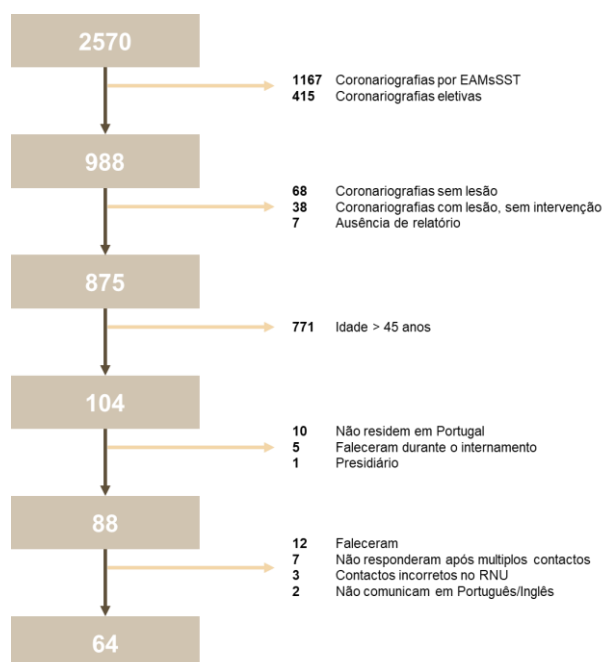 2570
1167 Coronariografias por EAMsSST
415 Coronariografias eletivas
988
68 Coronariografias sem lesão
38 Coronariografias com lesão, sem intervenção
7 Ausência de relatório
875
771 Idade > 45 anos
104
10 Não residem em Portugal
5 Faleceram durante o internamento
1 Presidiário
88
12 Faleceram
7 Não responderam após multiplos contactos
3 Contactos incorretos no RNU
2 Não comunicam em Português/Inglês
64